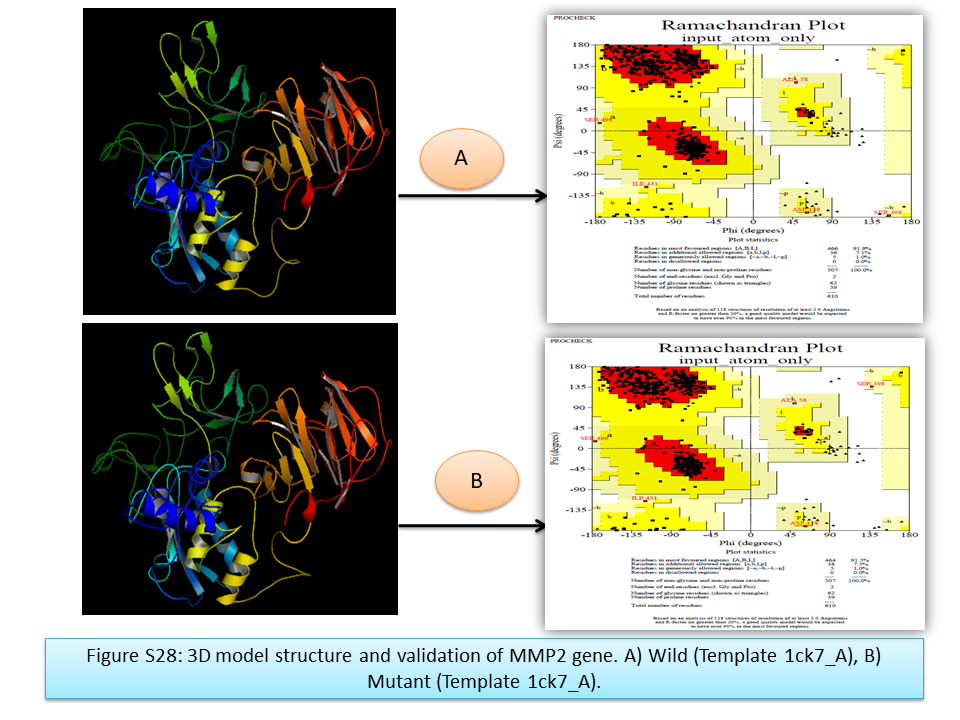 PROCHECK
Ramachandran Plot
input_atom_only
180
135
90
45
0
-45
-90
-135
-180
Psi (degrees)
-180 -135 -90 -45 0 45 90 135 180
Phi (degrees)
ILE 431
Plot statistics
Residues in most favoured regions [A,B,L] 466 91.9%
Residues in additional allowed regions [a,b,l,p] 36 7.1%
Residues in generously allowed regions [~a,~b,~l,~p] 5 1.0%
Residues in disallowed regions 0 0.0%
Number of non-glycine and non-proline residues 507 100.0%
Number of end-residues (excl. Gly and Pro) 2
Number of glycine residues (shown as triangles) 62
Number of proline residues 39
Total number of residues 610
Based on an analysis of 118 structures of resolution of at least 2.0 Angstroms
and R-factor no greater than 20%, a good quality model would be expected
to have over 90% in the most favoured regions.
A
PROCHECK
Ramachandran Plot
input_atom_only
180
135
90
45
0
-45
-90
-135
-180
Psi (degrees)
-180 -135 -90 -45 0 45 90 135 180
Phi (degrees)
SER 398
ILE 431
Plot statistics
Residues in most favoured regions [A,B,L] 464 91.5%
Residues in additional allowed regions [a,b,l,p] 38 7.5%
Residues in generously allowed regions [~a,~b,~l,~p] 5 1.0%
Residues in disallowed regions 0 0.0%
Number of non-glycine and non-proline residues 507 100.0%
Number of end-residues (excl. Gly and Pro) 2
Number of glycine residues (shown as triangles) 62
Number of proline residues 39
Total number of residues 610
Based on an analysis of 118 structures of resolution of at least 2.0 Angstroms
and R-factor no greater than 20%, a good quality model would be expected
to have over 90% in the most favoured regions.
B
Figure S28: 3D model structure and validation of MMP2 gene. A) Wild (Template 1ck7_A), B)
Mutant (Template 1ck7_A).